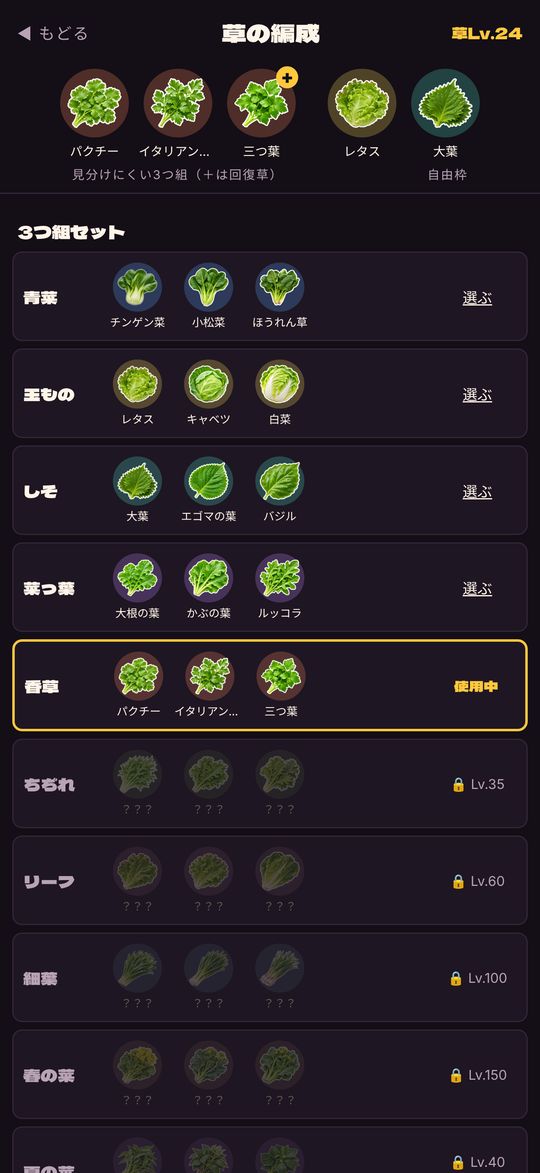 ◀ もどる
草の編成
草Lv.24
パクチー
イタリアン...
三つ葉
レタス
大葉
見分けにくい3つ組（＋は回復草）
自由枠
3つ組セット
青菜
チンゲン菜
小松菜
ほうれん草
選ぶ
玉もの
レタス
キャベツ
白菜
選ぶ
しそ
大葉
エゴマの葉
バジル
選ぶ
菜っ葉
大根の葉
かぶの葉
ルッコラ
選ぶ
香草
パクチー
イタリアン...
三つ葉
使用中
ちぢれ
？？？
？？？
？？？
Lv.35
リーフ
？？？
？？？
？？？
Lv.60
細葉
？？？
？？？
？？？
Lv.100
春の菜
？？？
？？？
？？？
Lv.150
夏の菜
Lv.40